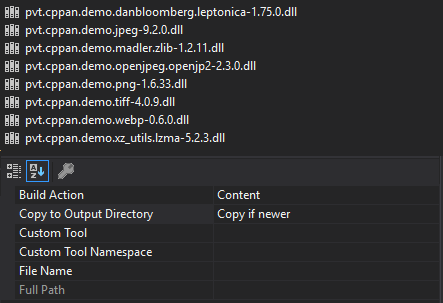 pvt.cppan.demo.danbloomberg.leptonica-1.75.0.dll
pvt.cppan.demo.jpeg-9.2.0.dll
pvt.cppan.demo.madler.zlib-1.2.11.dll
pvt.cppan.demo.openjpeg.openjp2-2.3.0.dll
pvt.cppan.demo.png-1.6.33.dll
pvt.cppan.demo.tiff-4.0.9.dll
pvt.cppan.demo.webp-0.6.0.dll
pvt.cppan.demo.xz_utils.lzma-5.2.3.dll
Build Action Content
Copy to Output Directory Copy if newer
Custom Tool
Custom Tool Namespace
File Name
Full Path